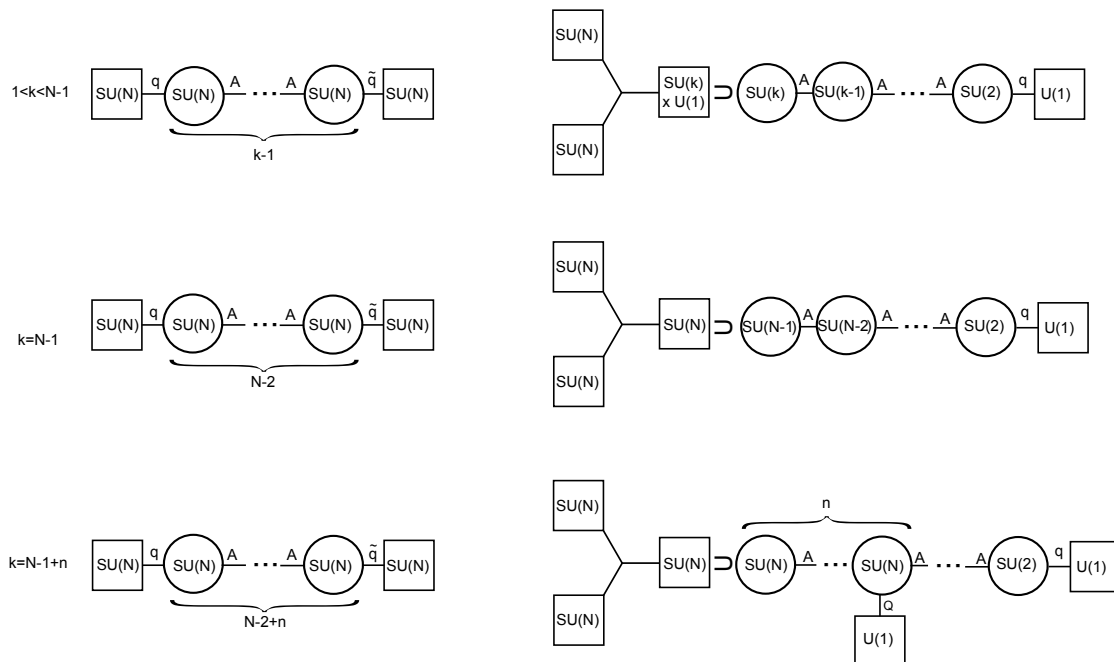 1<k<N-1
SU(N) q SU(N) A ... A SU(N) q̃ SU(N)
k-1
SU(N)
SU(N)
SU(k)
x U(1)
⊃ SU(k) A SU(k-1) A ... A SU(2) q U(1)
k=N-1
SU(N) q SU(N) A ... A SU(N) q̃ SU(N)
N-2
SU(N)
SU(N)
SU(N) ⊃ SU(N-1) A SU(N-2) A ... A SU(2) q U(1)
k=N-1+n
SU(N) q SU(N) A ... A SU(N) q̃ SU(N)
N-2+n
n
SU(N)
SU(N)
SU(N) ⊃ SU(N) A ... SU(N) A ... A SU(2) q U(1)
Q
U(1)